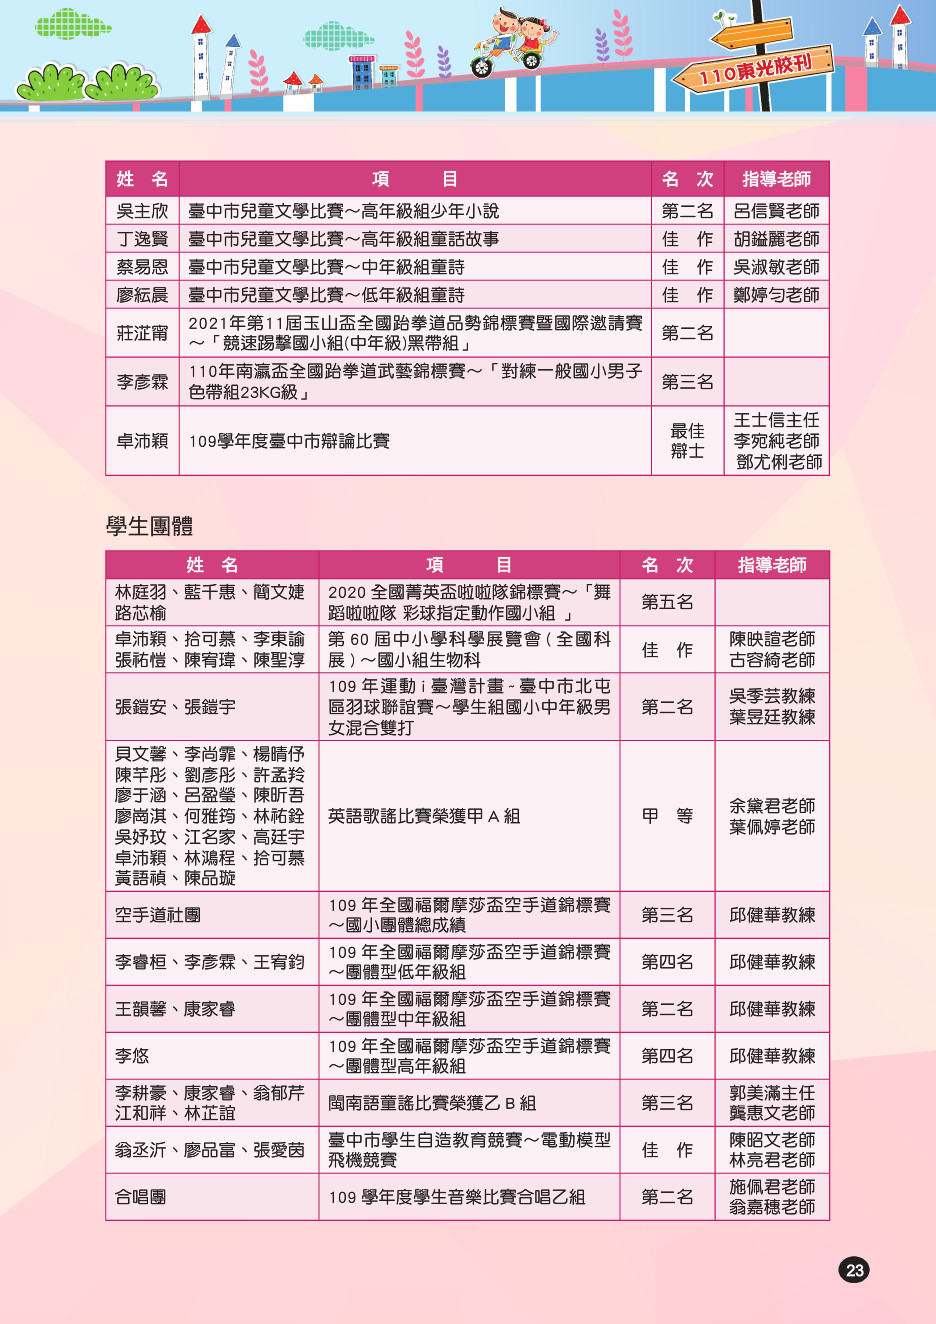 110東光校刊
姓 名 項 目 名 次 指導老師
吳主欣 臺中市兒童文學比賽～高年級組少年小說 第二名 呂信賢老師
丁逸賢 臺中市兒童文學比賽～高年級組童話故事 佳 作 胡鎰麗老師
蔡易恩 臺中市兒童文學比賽～中年級組童詩 佳 作 吳淑敏老師
廖紜晨 臺中市兒童文學比賽～低年級組童詩 佳 作 鄭婷勻老師
莊淽甯 2021年第11屆玉山盃全國跆拳道品勢錦標賽暨國際邀請賽 第二名
～「競速踢擊國小組(中年級)黑帶組」
李彥霖 110年南瀛盃全國跆拳道武藝錦標賽～「對練一般國小男子 第三名
色帶組23KG級」
卓沛穎 109學年度臺中市辯論比賽
最佳
辯士
王士信主任
李宛純老師
鄧尤俐老師
學生團體
姓 名 項 目 名 次 指導老師
林庭羽、藍千惠、簡文婕
路芯榆
2020 全國菁英盃啦啦隊錦標賽～「舞
蹈啦啦隊 彩球指定動作國小組 」
第五名
卓沛穎、拾可慕、李東諭
張祐愷、陳宥瑋、陳聖淳
第 60 屆中小學科學展覽會 ( 全國科
展 ) ～國小組生物科
佳 作
陳映諠老師
古容綺老師
張鎧安、張鎧宇
109 年運動 i 臺灣計畫 ~ 臺中市北屯
區羽球聯誼賽～學生組國小中年級男
女混合雙打
第二名
吳季芸教練
葉昱廷教練
貝文馨、李尚霏、楊晴伃
陳芊彤、劉彥彤、許孟羚
廖于涵、呂盈瑩、陳昕吾
廖崗淇、何雅筠、林祐銓
吳妤玟、江名家、高廷宇
卓沛穎、林鴻程、拾可慕
黃語禎、陳品璇
英語歌謠比賽榮獲甲 A 組
甲 等
余黛君老師
葉佩婷老師
空手道社團
109 年全國福爾摩莎盃空手道錦標賽
～國小團體總成績
第三名
邱健華教練
李睿桓、李彥霖、王宥鈞
109 年全國福爾摩莎盃空手道錦標賽
～團體型低年級組
第四名
邱健華教練
王韻馨、康家睿
109 年全國福爾摩莎盃空手道錦標賽
～團體型中年級組
第二名
邱健華教練
李悠
109 年全國福爾摩莎盃空手道錦標賽
～團體型高年級組
第四名
邱健華教練
李耕豪、康家睿、翁郁芹
江和祥、林芷誼
閩南語童謠比賽榮獲乙 B 組
第三名
郭美滿主任
龔惠文老師
翁丞沂、廖品富、張愛茵
臺中市學生自造教育競賽～電動模型
飛機競賽
佳 作
陳昭文老師
林亮君老師
合唱團
109 學年度學生音樂比賽合唱乙組
第二名
施佩君老師
翁嘉穗老師
23